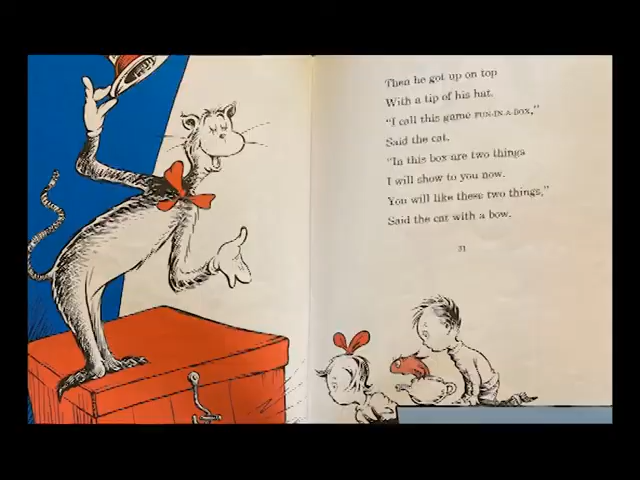 Then he got up on top
With a tip of his hat.
"I call this game FUN-IN-A-BOX,"
Said the cat.
"In this box are two things
I will show to you now.
You will like these two things,"
Said the cat with a bow.
31